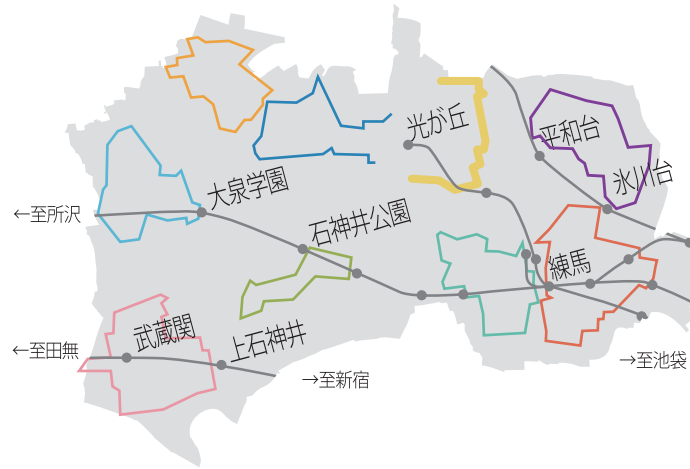 光が丘
平和台
氷川台
大泉学園
←至所沢
石神井公園
練馬
武蔵関
上石神井
←至田無
→至新宿
→至池袋